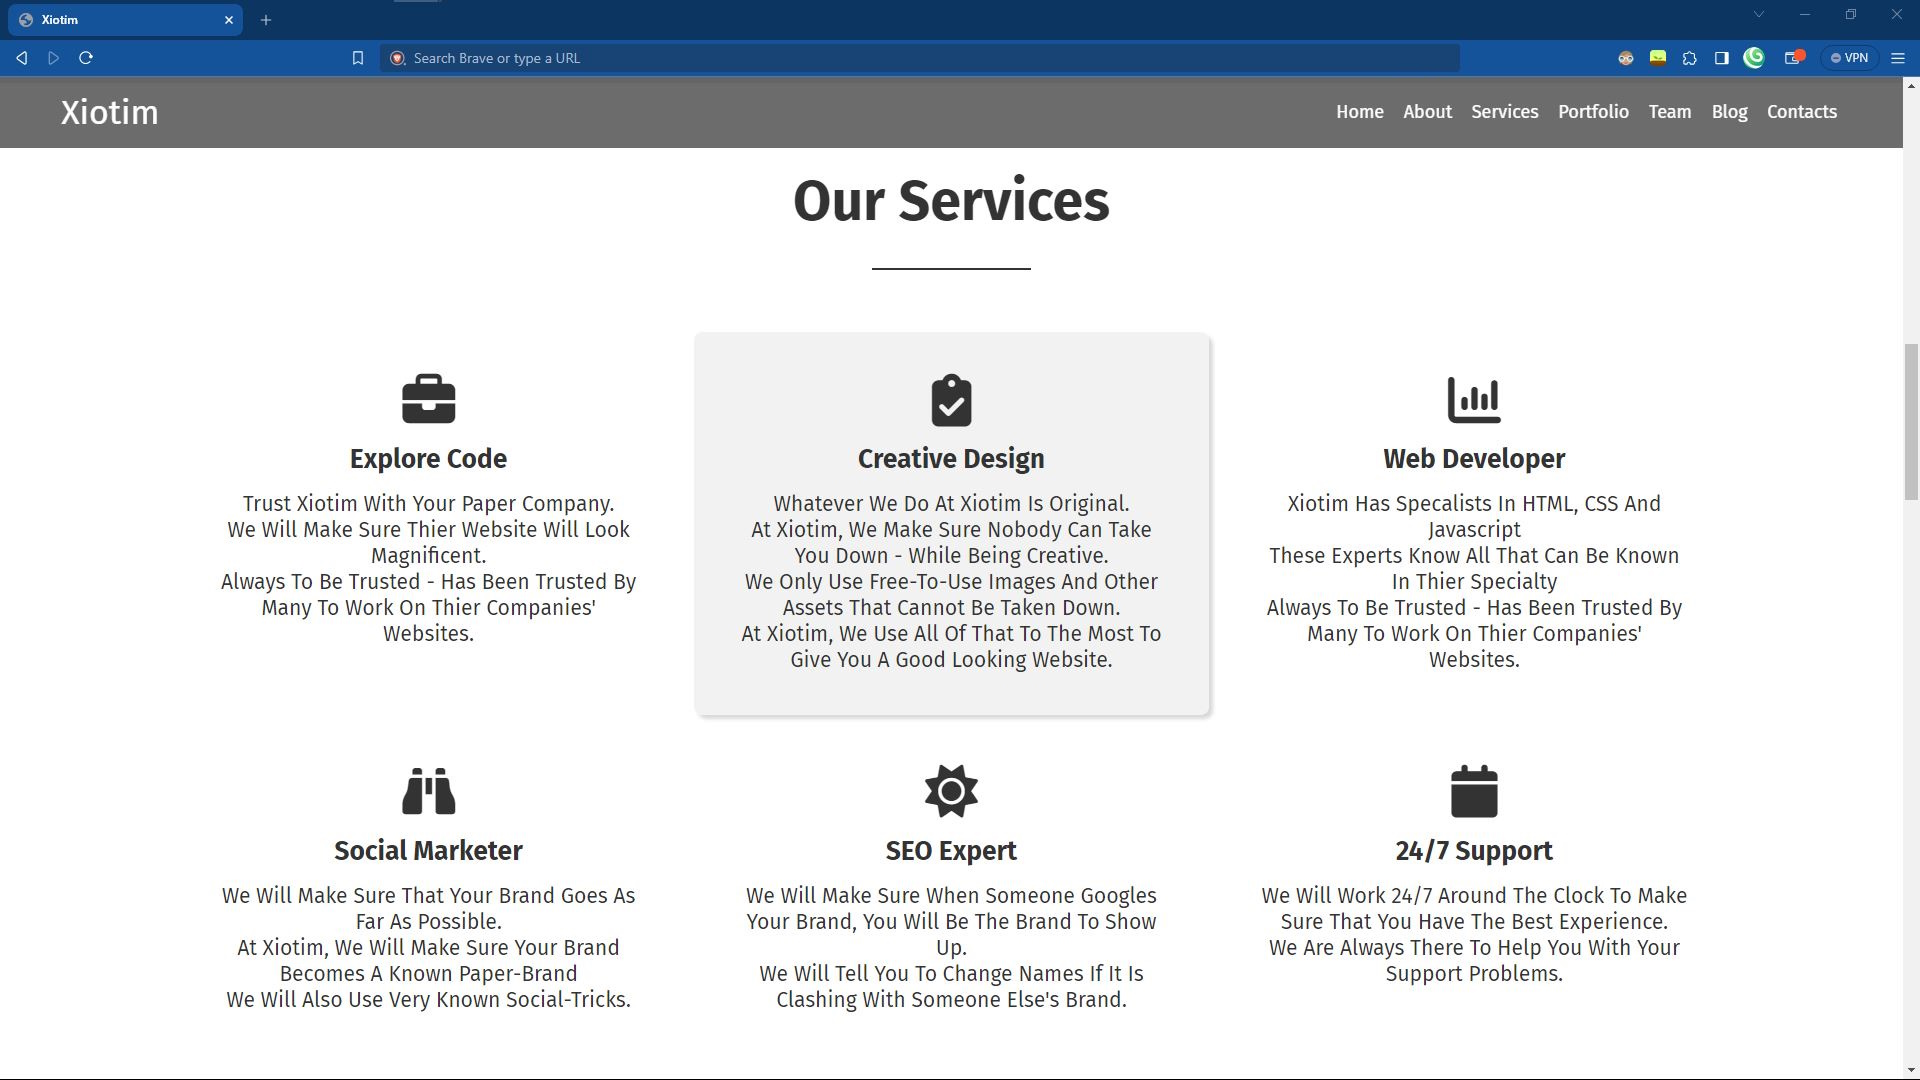 Xiotim
Search Brave or type a URL
VPN
Xiotim
Home About Services Portfolio Team Blog Contacts
Our Services
Explore Code
Trust Xiotim With Your Paper Company.
We Will Make Sure Thier Website Will Look
Magnificent.
Always To Be Trusted - Has Been Trusted By
Many To Work On Thier Companies'
Websites.
Creative Design
Whatever We Do At Xiotim Is Original.
At Xiotim, We Make Sure Nobody Can Take
You Down - While Being Creative.
We Only Use Free-To-Use Images And Other
Assets That Cannot Be Taken Down.
At Xiotim, We Use All Of That To The Most To
Give You A Good Looking Website.
Web Developer
Xiotim Has Specalists In HTML, CSS And
Javascript
These Experts Know All That Can Be Known
In Thier Specialty
Always To Be Trusted - Has Been Trusted By
Many To Work On Thier Companies'
Websites.
Social Marketer
We Will Make Sure That Your Brand Goes As
Far As Possible.
At Xiotim, We Will Make Sure Your Brand
Becomes A Known Paper-Brand
We Will Also Use Very Known Social-Tricks.
SEO Expert
We Will Make Sure When Someone Googles
Your Brand, You Will Be The Brand To Show
Up.
We Will Tell You To Change Names If It Is
Clashing With Someone Else's Brand.
24/7 Support
We Will Work 24/7 Around The Clock To Make
Sure That You Have The Best Experience.
We Are Always There To Help You With Your
Support Problems.